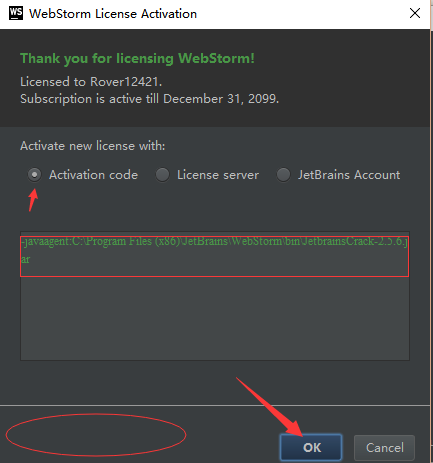 WS WebStorm License Activation
Thank you for licensing WebStorm!
Licensed to Rover12421.
Subscription is active till December 31, 2099.
Activate new license with:
Activation code License server JetBrains Account
-javaagent:C:\Program Files (x86)\JetBrains\WebStorm\bin\JetbrainsCrack-2.5.6.j
ar
OK Cancel